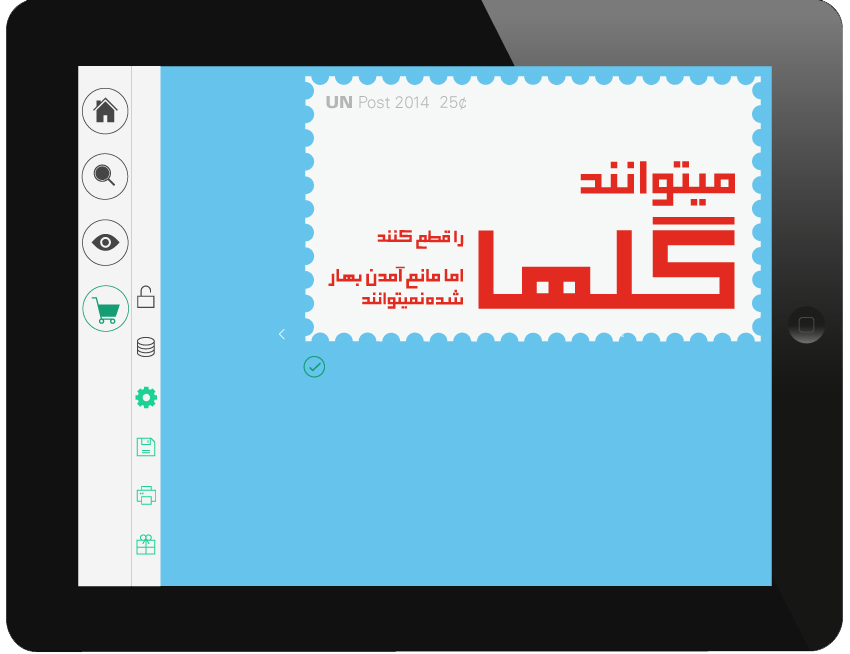 UN Post 2014 25¢
میتوانند
گلها
را قطع کنند
اما مانع آمدن بهار
شده نمیتوانند